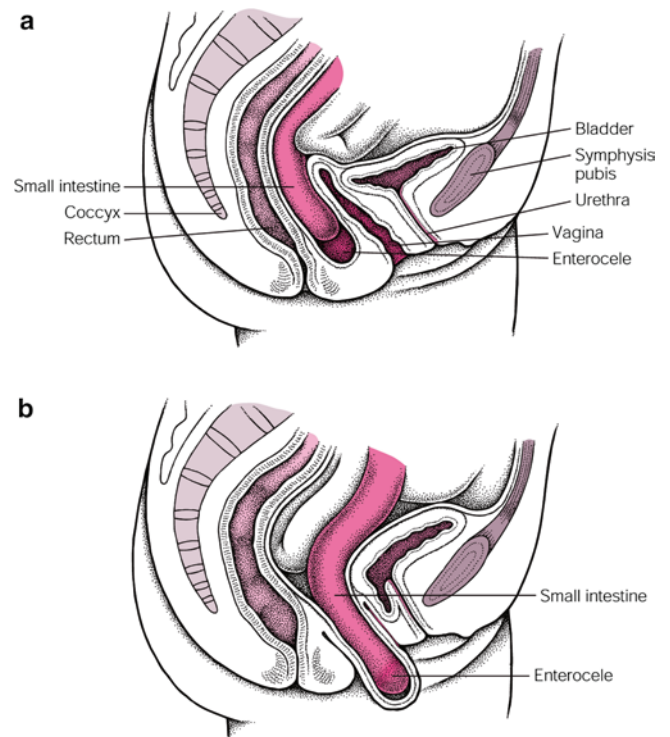 a
Small intestine
Coccyx
Rectum
Bladder
Symphysis
pubis
Urethra
Vagina
Enterocele
b
Small intestine
Enterocele